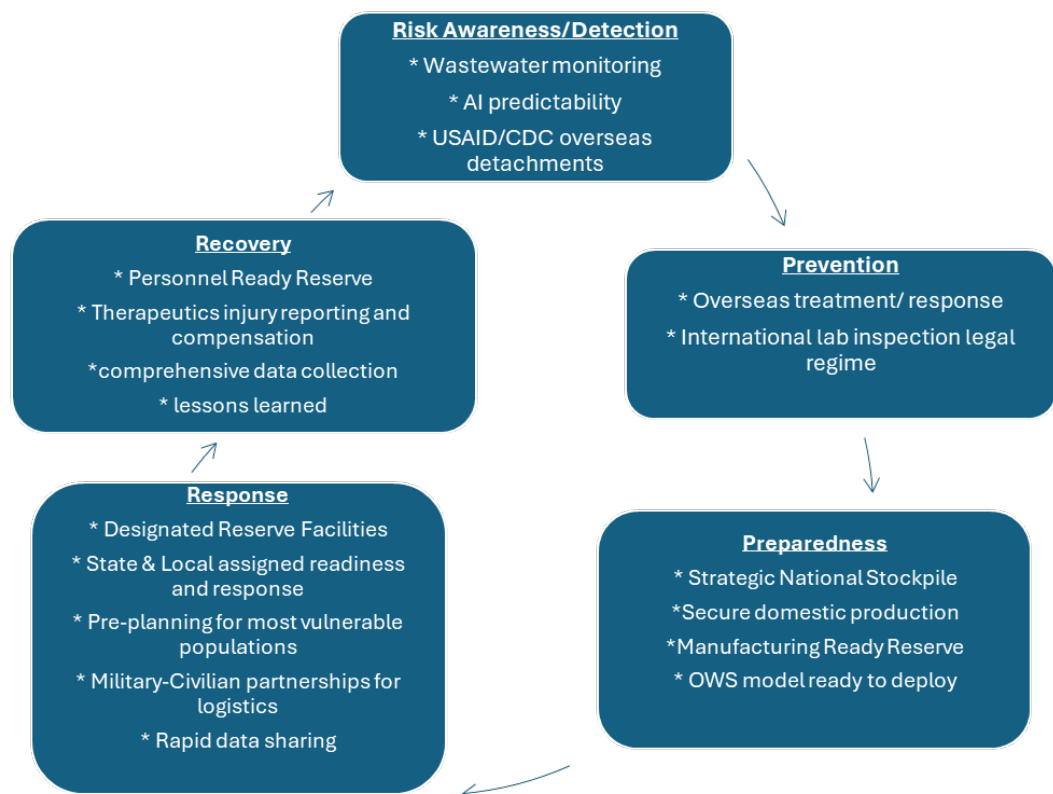 Risk Awareness/Detection
* Wastewater monitoring
* AI predictability
* USAID/CDC overseas
detachments
Prevention
* Overseas treatment/ response
* International lab inspection legal
regime
Preparedness
* Strategic National Stockpile
*Secure domestic production
*Manufacturing Ready Reserve
* OWS model ready to deploy
Response
* Designated Reserve Facilities
* State & Local assigned readiness
and response
* Pre-planning for most vulnerable
populations
* Military-Civilian partnerships for
logistics
* Rapid data sharing
Recovery
* Personnel Ready Reserve
* Therapeutics injury reporting and
compensation
*comprehensive data collection
* lessons learned